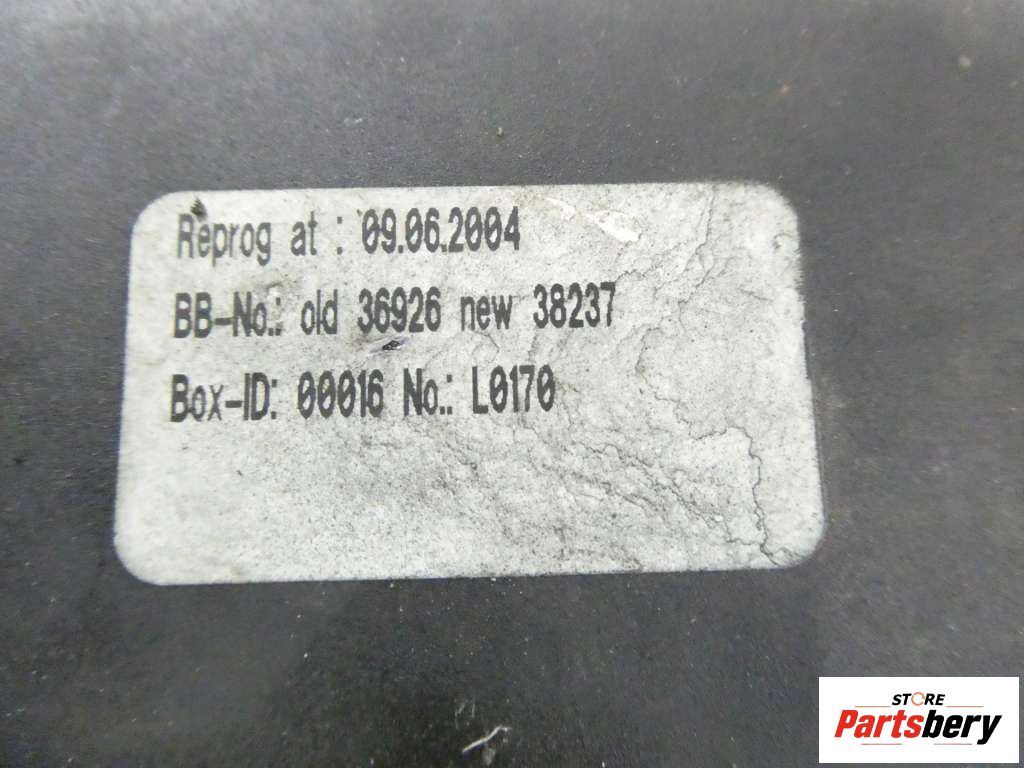 Reprog at : 09.06.2004
BB-No.: old 36926 new 38237
Box-ID: 00016 No.: L0170
STORE
Partsbery